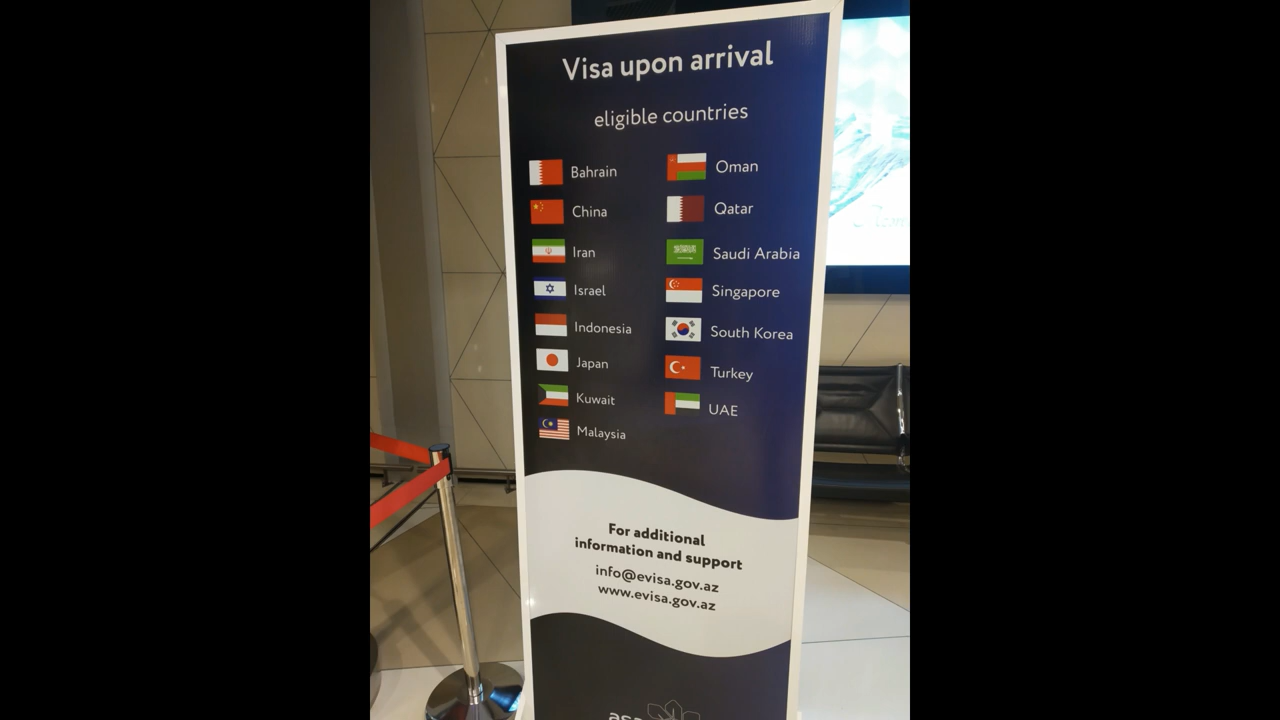 Visa upon arrival
eligible countries
Bahrain
China
Iran
Israel
Indonesia
Japan
Kuwait
Malaysia
Oman
Qatar
Saudi Arabia
Singapore
South Korea
Turkey
UAE
For additional
information and support
info@evisa.gov.az
www.evisa.gov.az